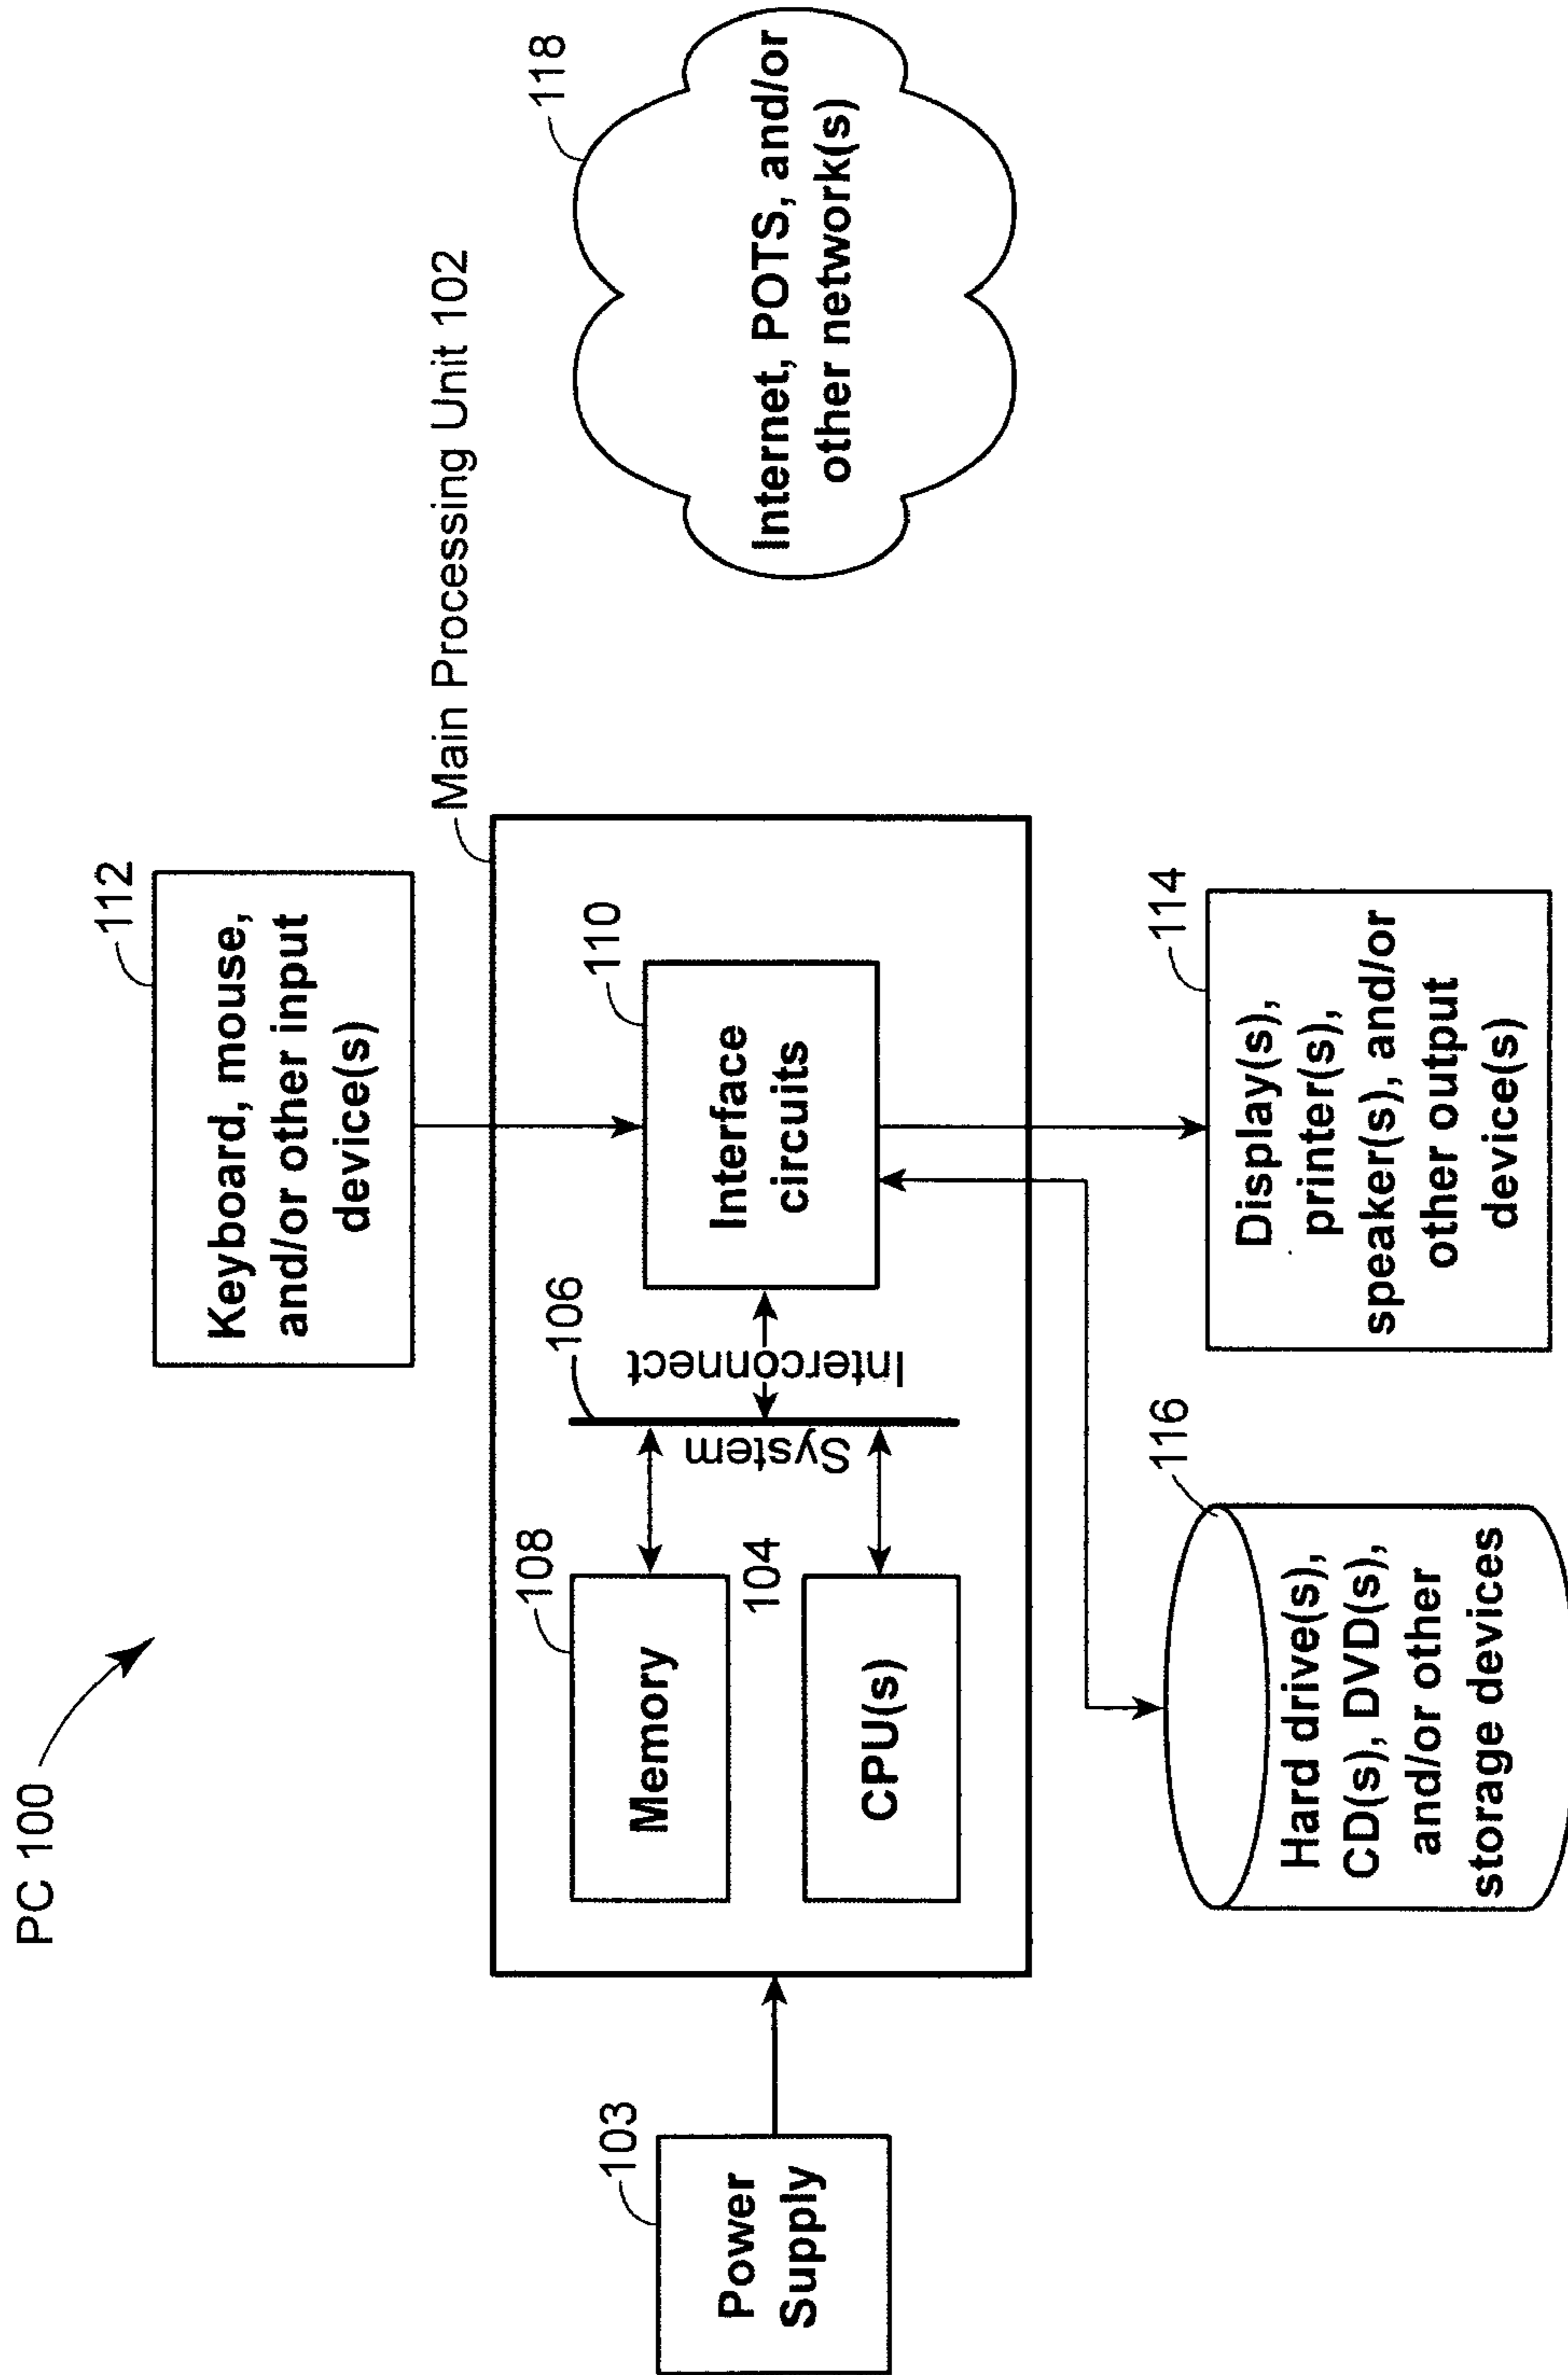 PC 100
112
Keyboard, mouse,
and/or other input
device(s)
Main Processing Unit 102
118
Internet, POTS, and/or
other network(s)
103
Power
Supply
108
Memory
104
CPU(s)
106
System
Interconnect
110
Interface
circuits
116
Hard drive(s),
CD(s), DVD(s),
and/or other
storage devices
114
Display(s),
printer(s),
speaker(s), and/or
other output
device(s)